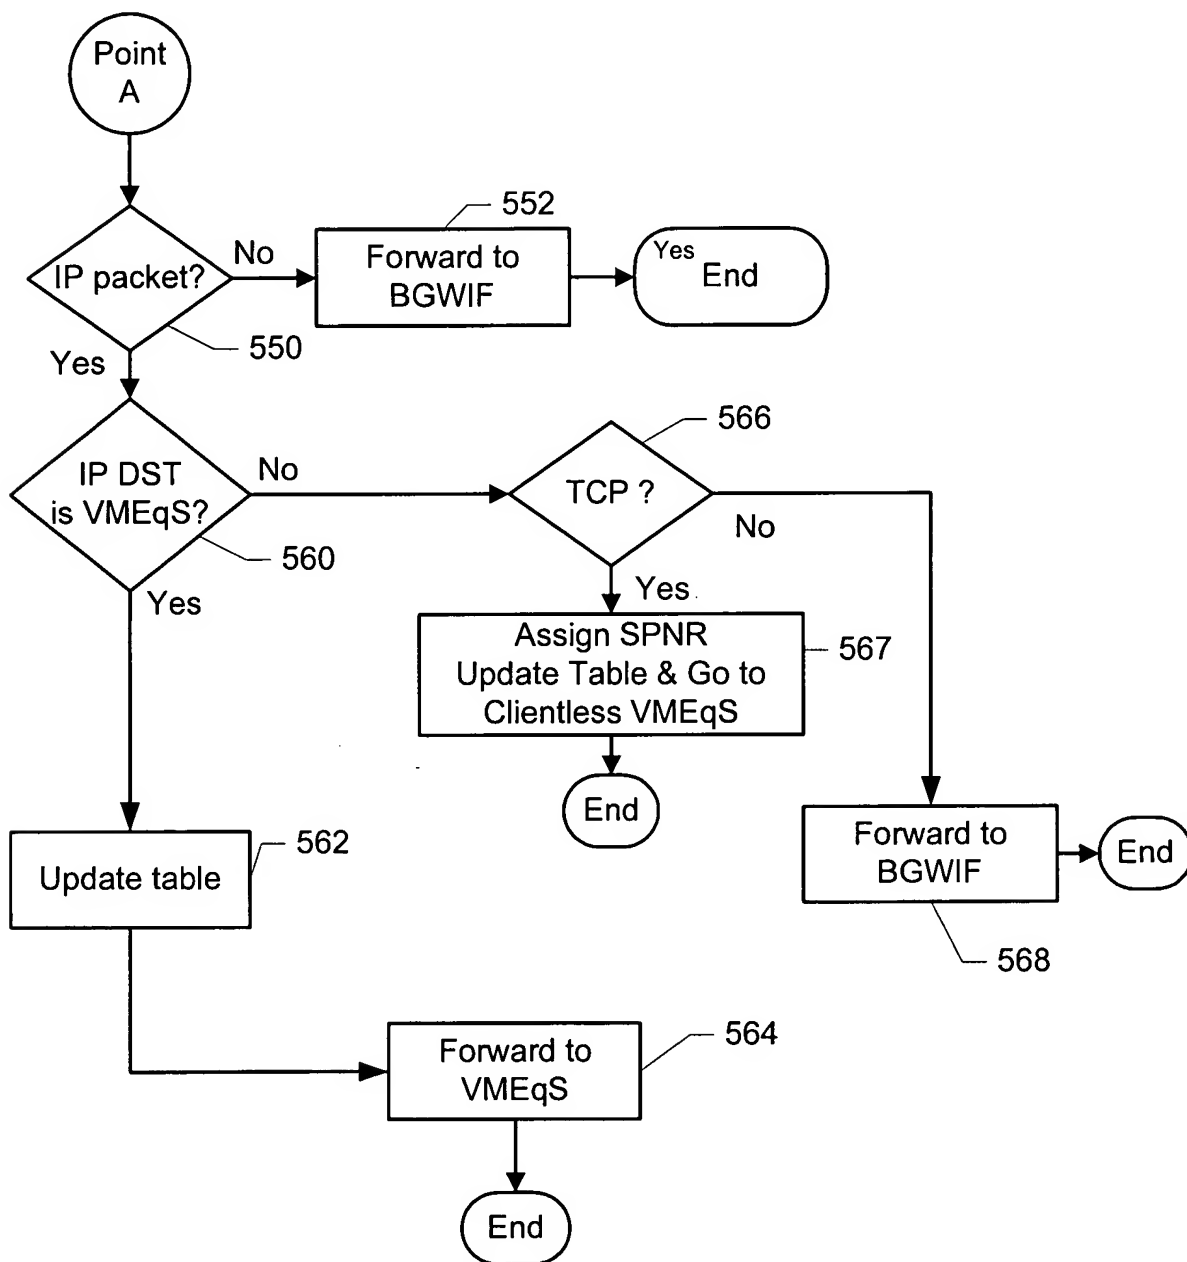 Point
A
552
IP packet?
No
Forward to
BGWIF
Yes
End
550
Yes
566
IP DST
is VMEqS?
No
TCP ?
No
560
Yes
Yes
Assign SPNR
Update Table & Go to
Clientless VMEqS
567
End
562
Update table
Forward to
BGWIF
End
568
564
Forward to
VMEqS
End